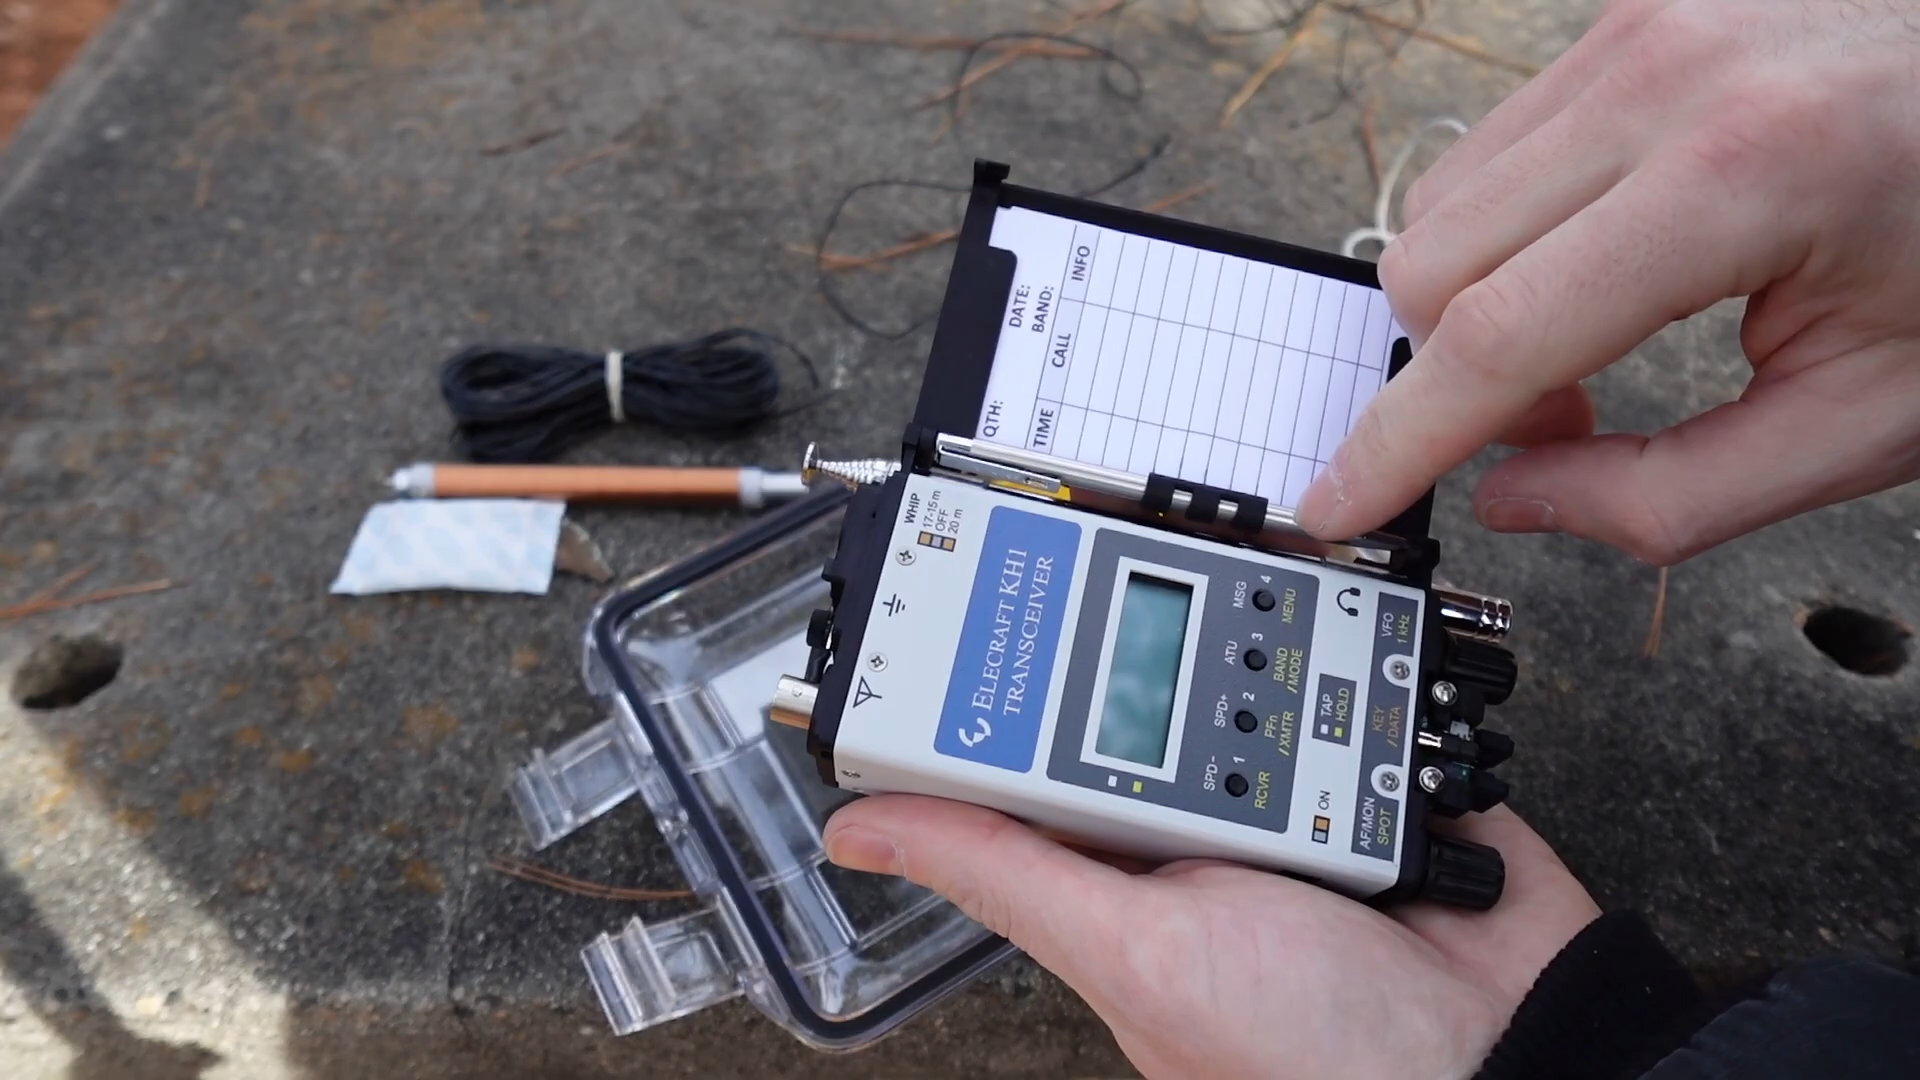 QTH:
DATE:
BAND:
TIME
CALL
INFO
WHIP
17-15 m
OFF
20 m
ELECRAFT KH1
TRANSCEIVER
SPD-
1
RCVR
SPD+
2
PFn
/XMTR
ATU
3
BAND
/MODE
MSG
4
MENU
TAP
HOLD
ON
AF/MON
SPOT
KEY
/DATA
VFO
1 kHz